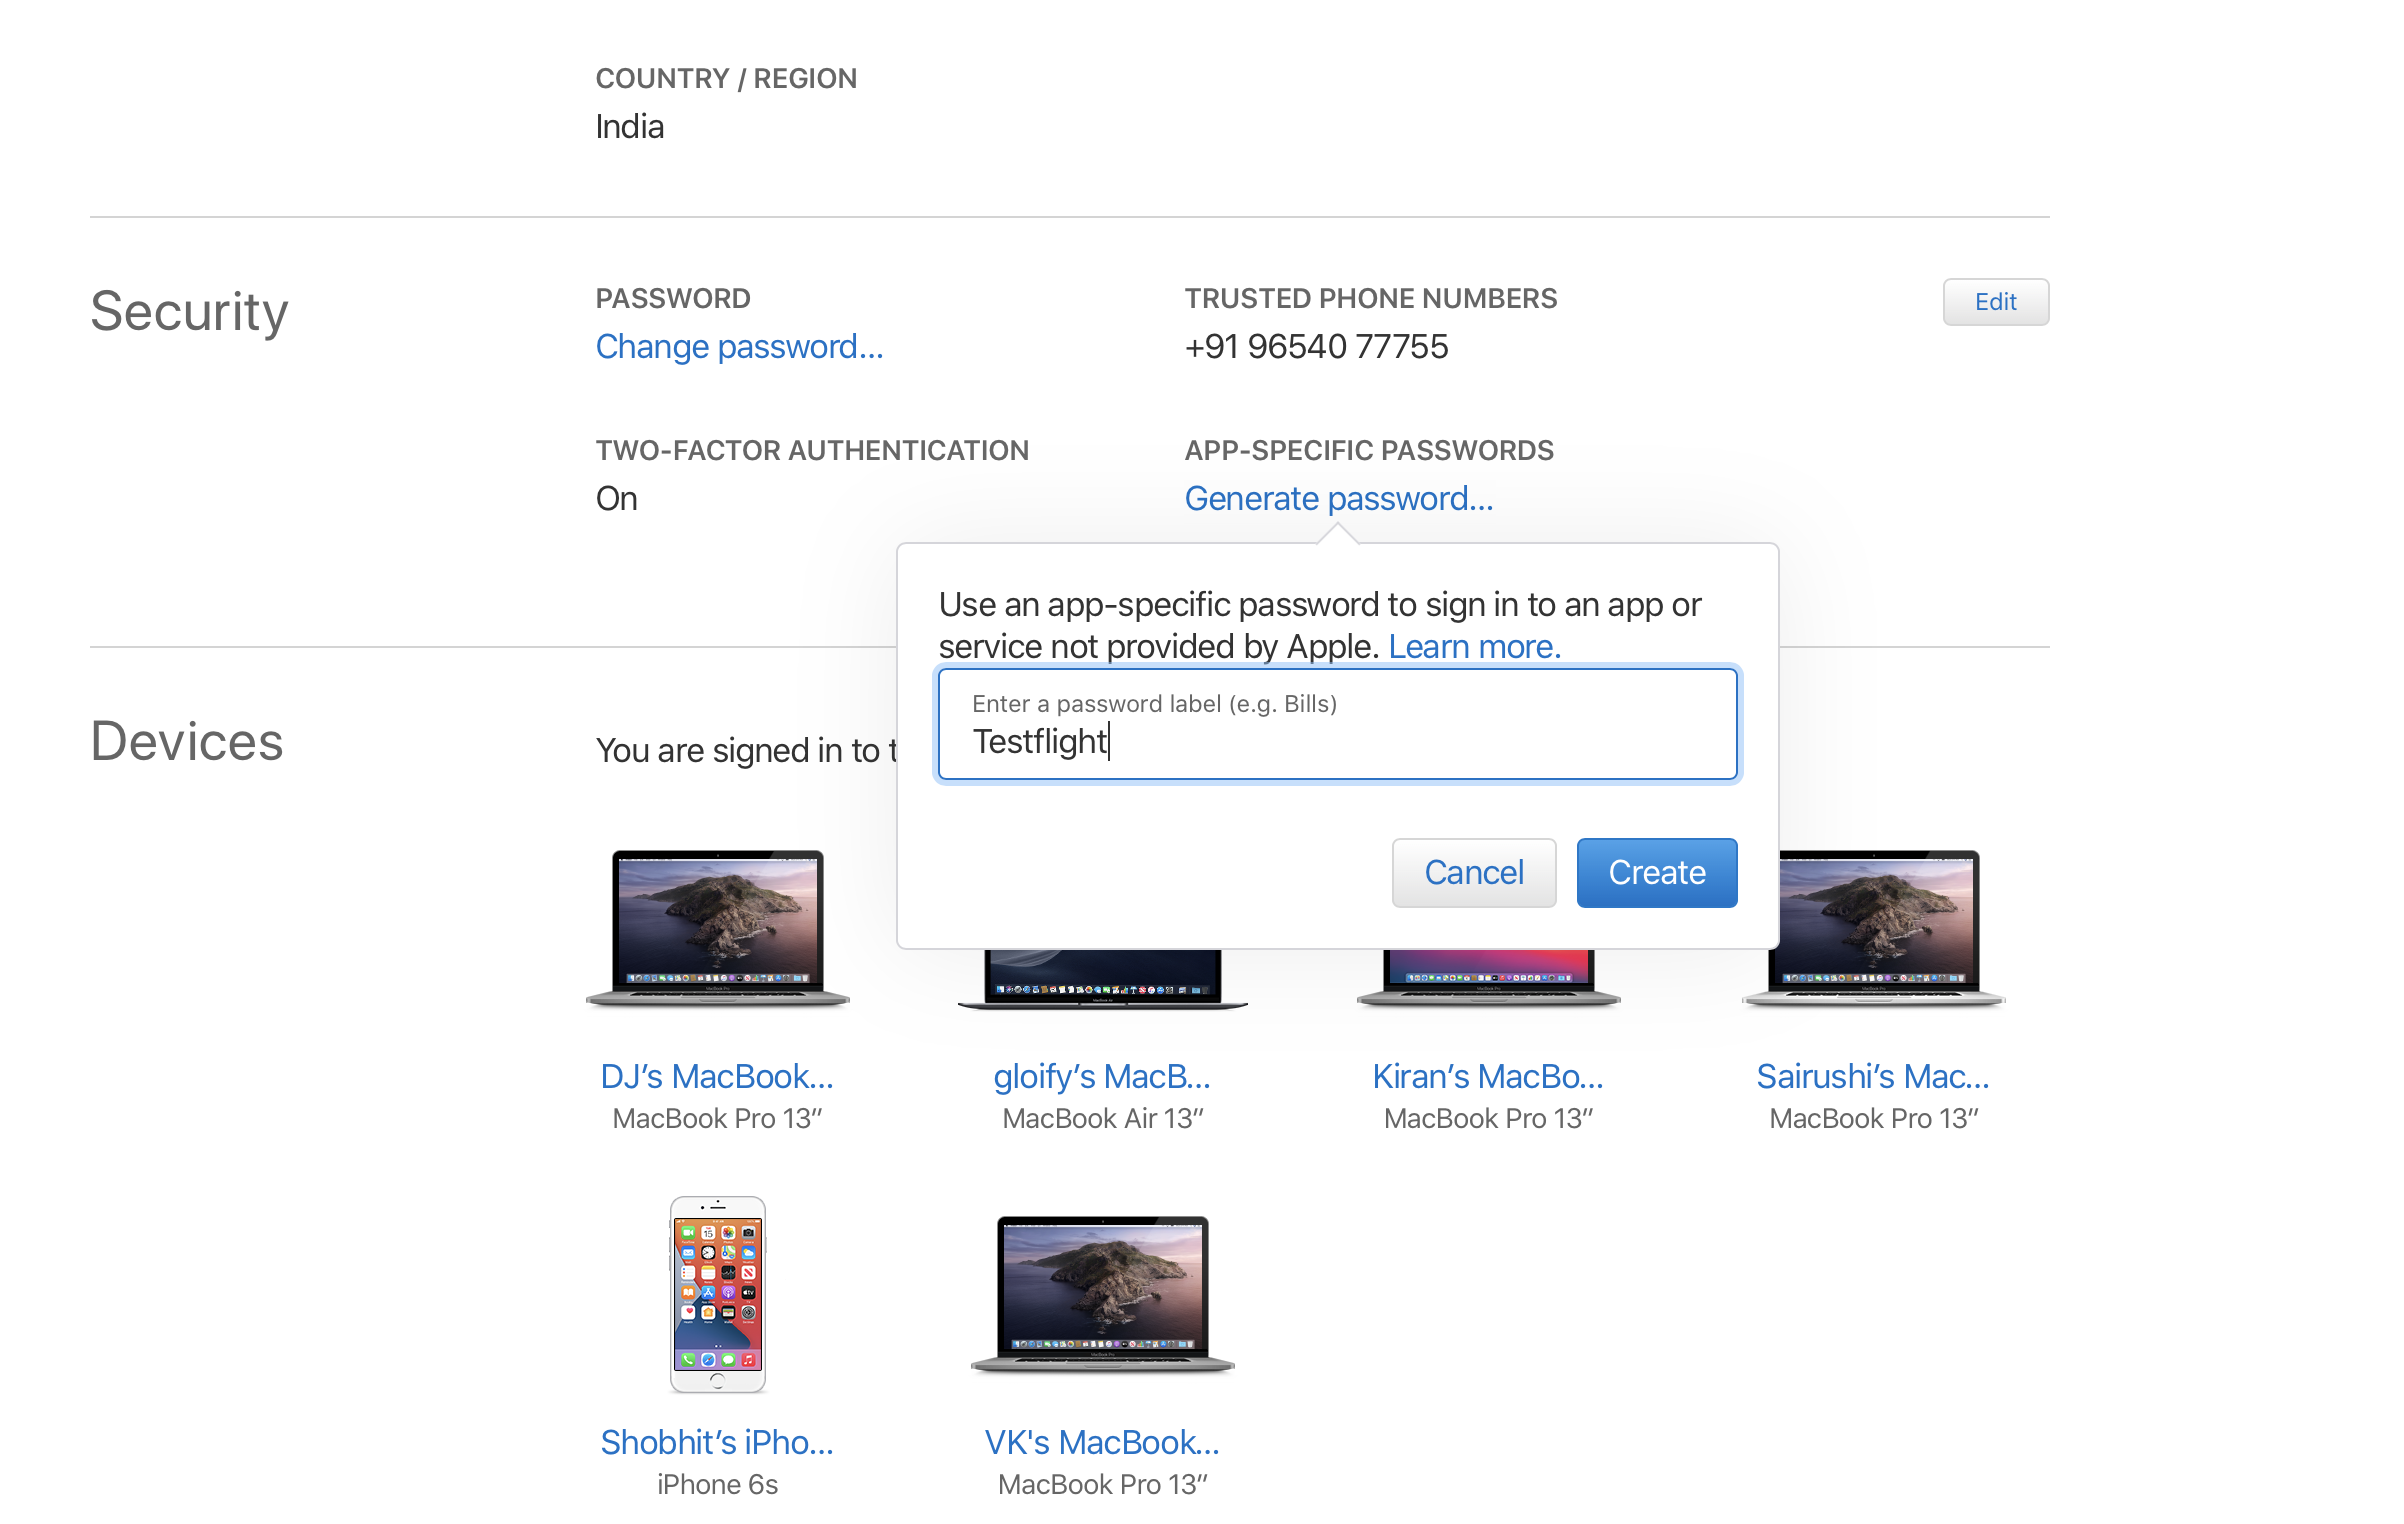 COUNTRY / REGION
India
Security
PASSWORD
Change password...
TRUSTED PHONE NUMBERS
+91 96540 77755
Edit
TWO-FACTOR AUTHENTICATION
On
APP-SPECIFIC PASSWORDS
Generate password...
Use an app-specific password to sign in to an app or
service not provided by Apple. Learn more.
Enter a password label (e.g. Bills)
Testflight
Cancel
Create
Devices
You are signed in to t
DJ’s MacBook...
MacBook Pro 13”
gloify’s MacB...
MacBook Air 13”
Kiran’s MacBo...
MacBook Pro 13”
Sairushi’s Mac...
MacBook Pro 13”
Shobhit’s iPho...
iPhone 6s
VK's MacBook...
MacBook Pro 13”